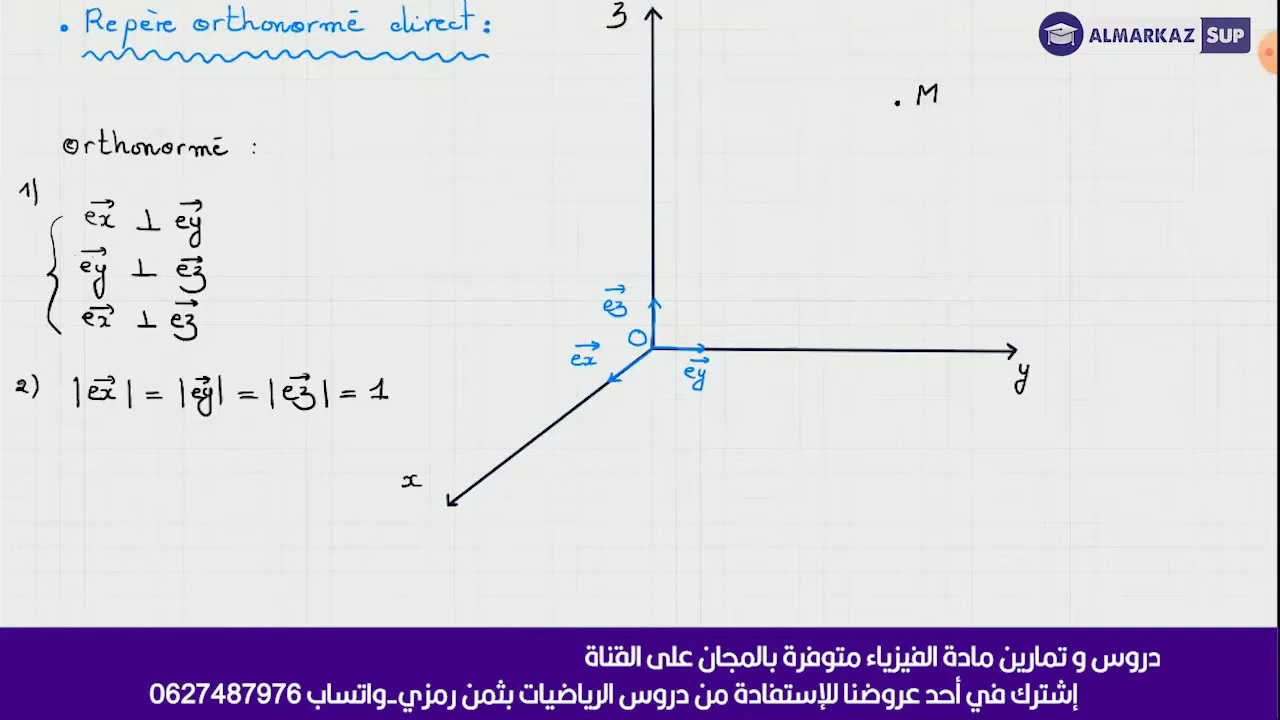 • Repère orthonormé direct :
ALMARKAZ SUP
z
. M
orthonormé :
1)
ex ⊥ ey
ey ⊥ ez
ex ⊥ ez
2) |ex| = |ey| = |ez| = 1
ez
O
ex
ey
y
x
دروس و تمارين مادة الفيزياء متوفرة بالمجان على القناة
إشترك في أحد عروضنا للإستفادة من دروس الرياضيات بثمن رمزي_واتساب 0627487976